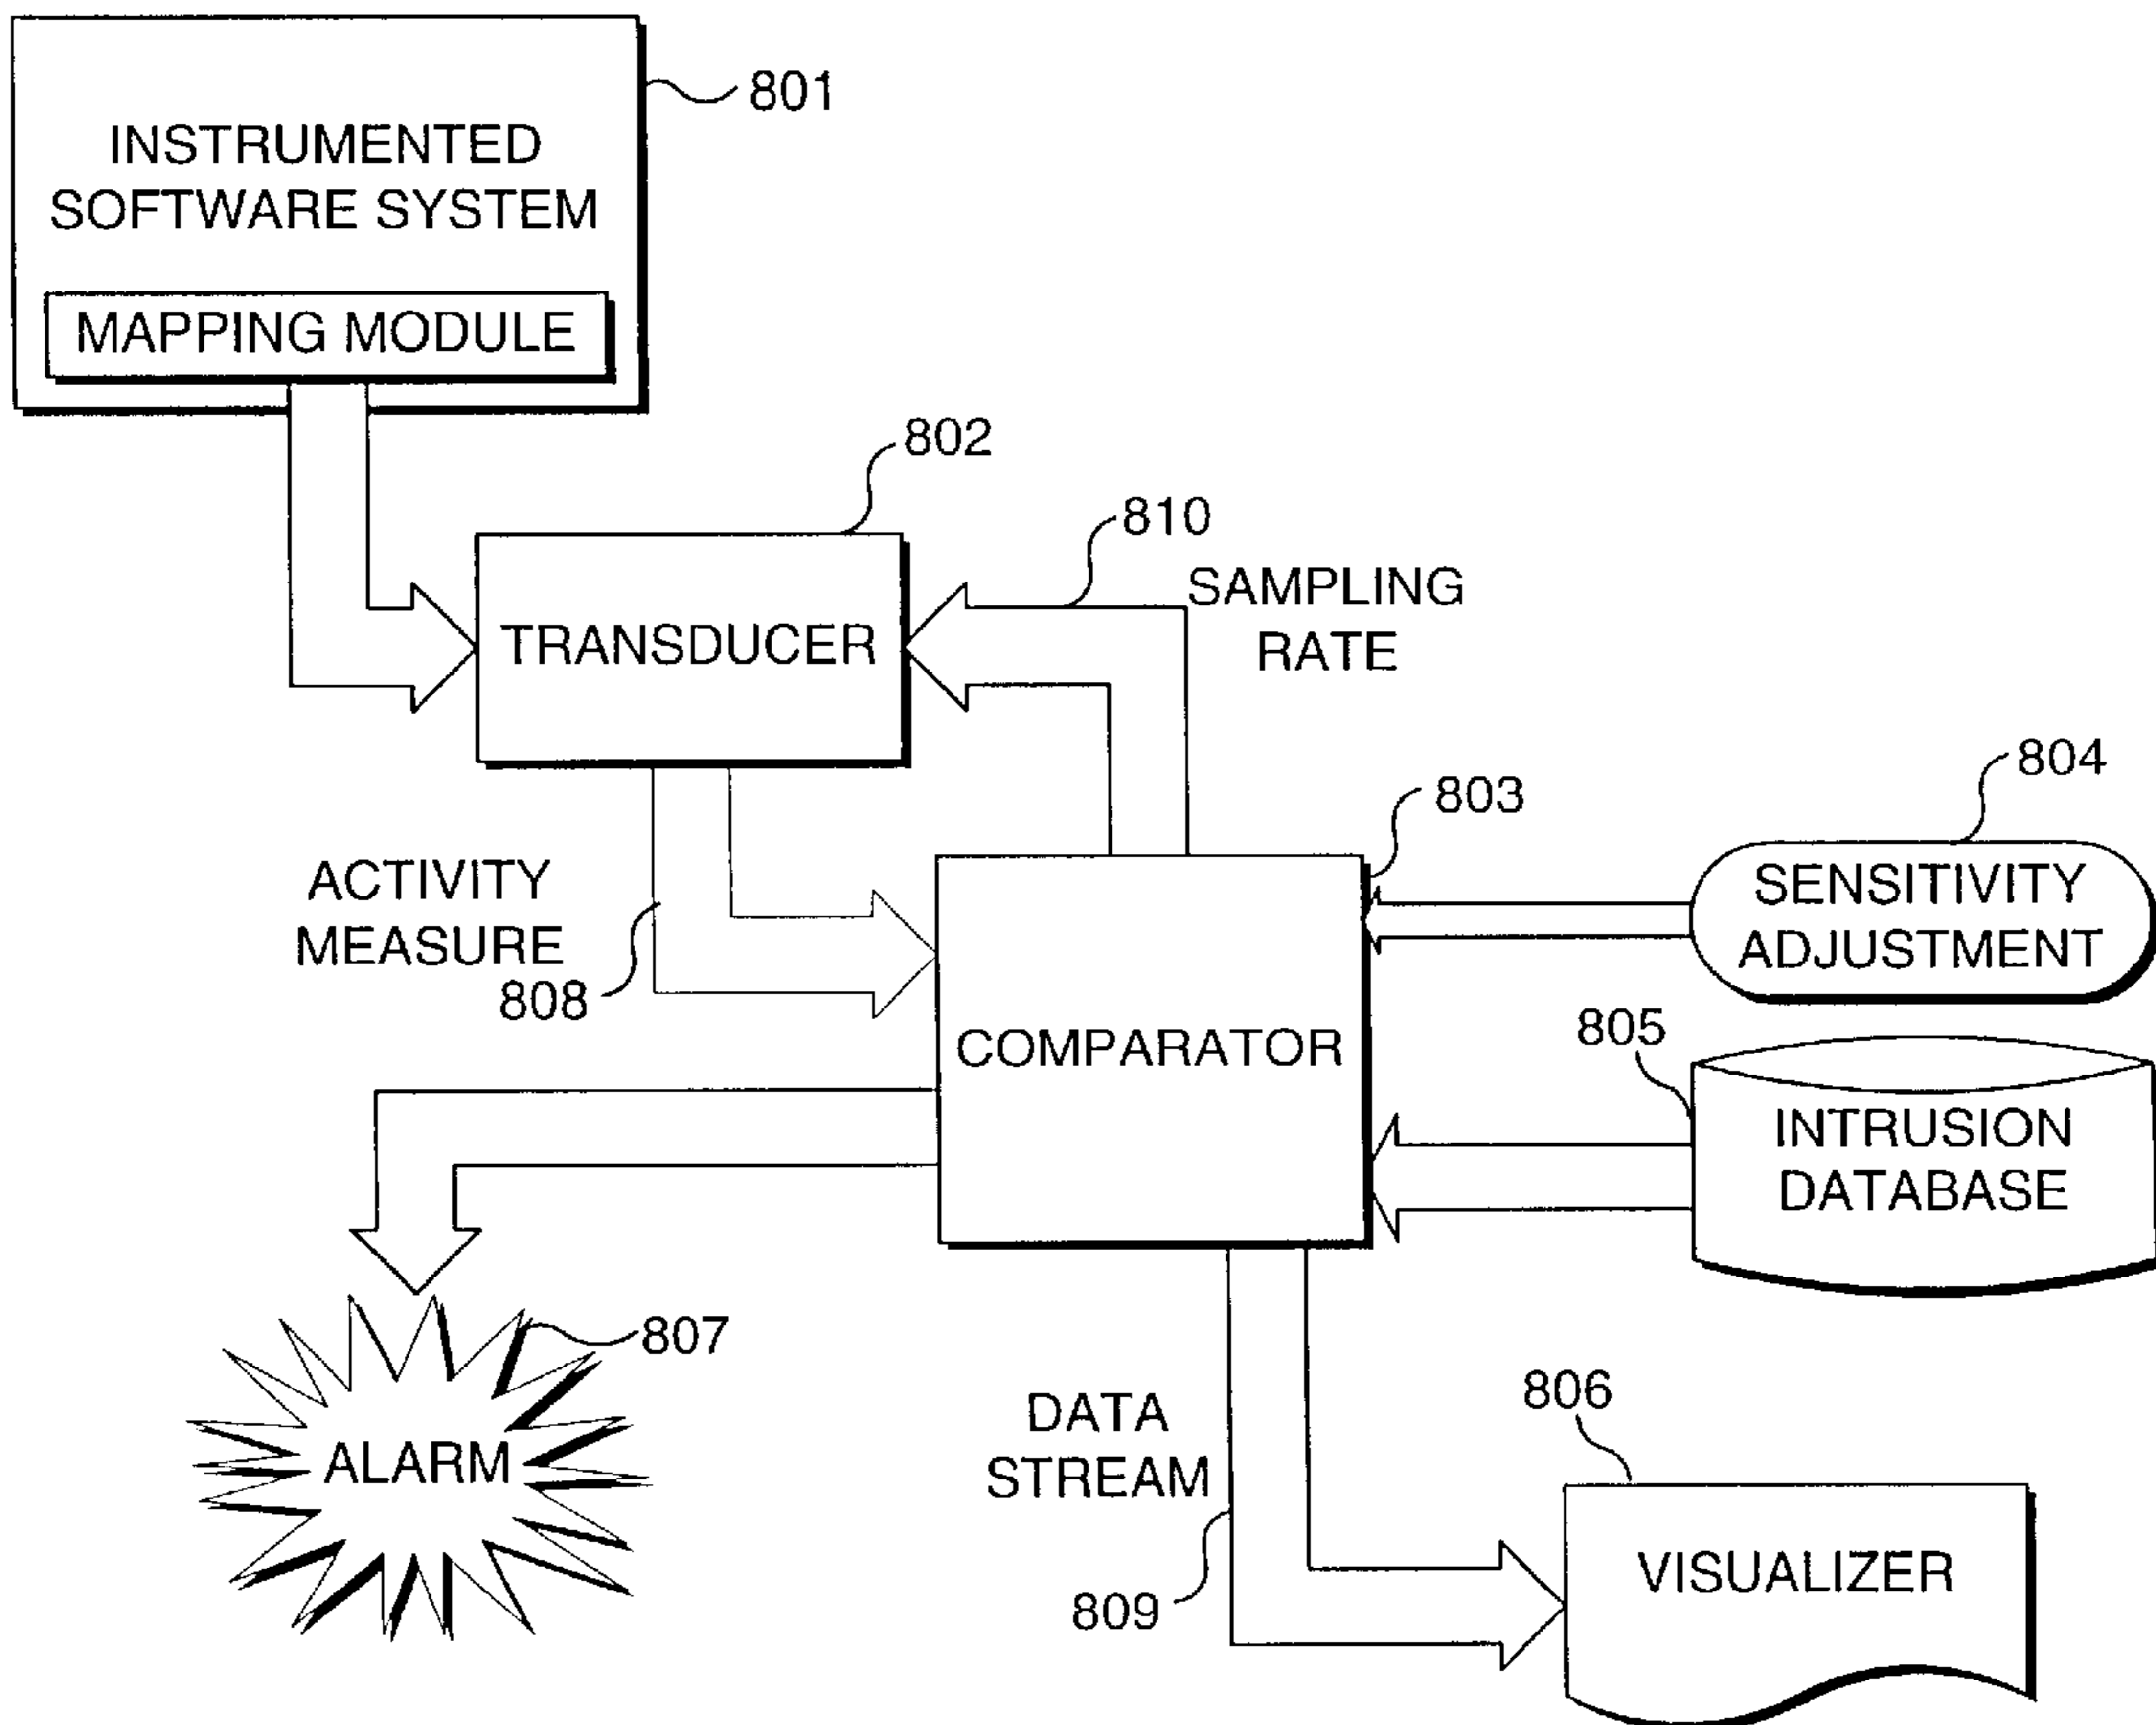 801
INSTRUMENTED
SOFTWARE SYSTEM
MAPPING MODULE
802
810
SAMPLING
RATE
TRANSDUCER
804
803
SENSITIVITY
ADJUSTMENT
ACTIVITY
MEASURE
808
805
COMPARATOR
INTRUSION
DATABASE
807
ALARM
DATA
STREAM
809
806
VISUALIZER